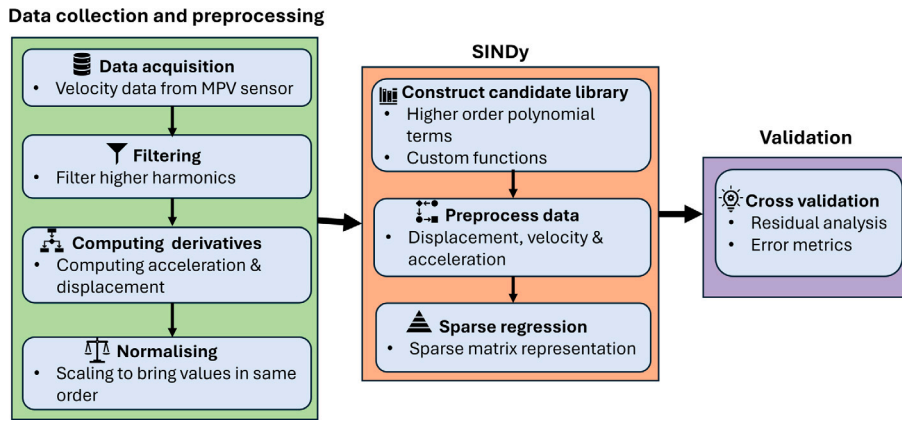 Data collection and preprocessing
Data acquisition
• Velocity data from MPV sensor
Filtering
• Filter higher harmonics
Computing derivatives
• Computing acceleration &
displacement
Normalising
• Scaling to bring values in same
order
SINDy
Construct candidate library
• Higher order polynomial
terms
• Custom functions
Preprocess data
• Displacement, velocity &
acceleration
Sparse regression
• Sparse matrix representation
Validation
Cross validation
• Residual analysis
• Error metrics